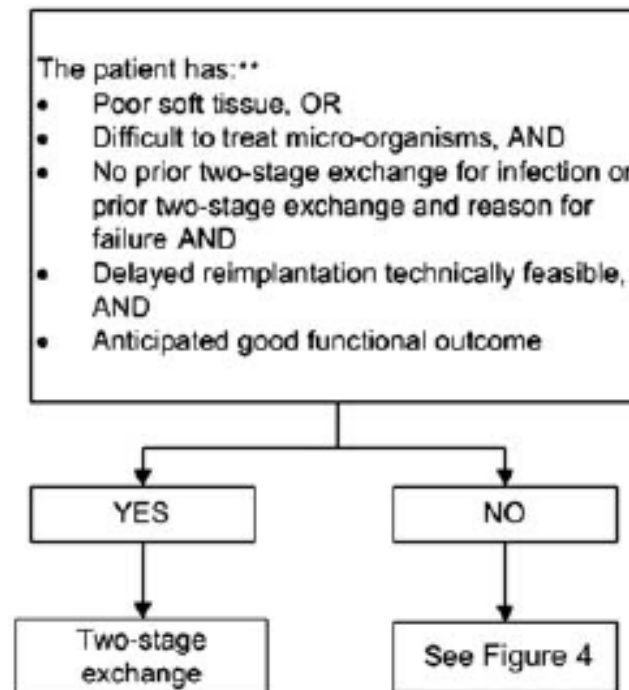 The patient has:**
• Poor soft tissue, OR
• Difficult to treat micro-organisms, AND
• No prior two-stage exchange for infection or
prior two-stage exchange and reason for
failure AND
• Delayed reimplantation technically feasible,
AND
• Anticipated good functional outcome
YES
NO
Two-stage
exchange
See Figure 4